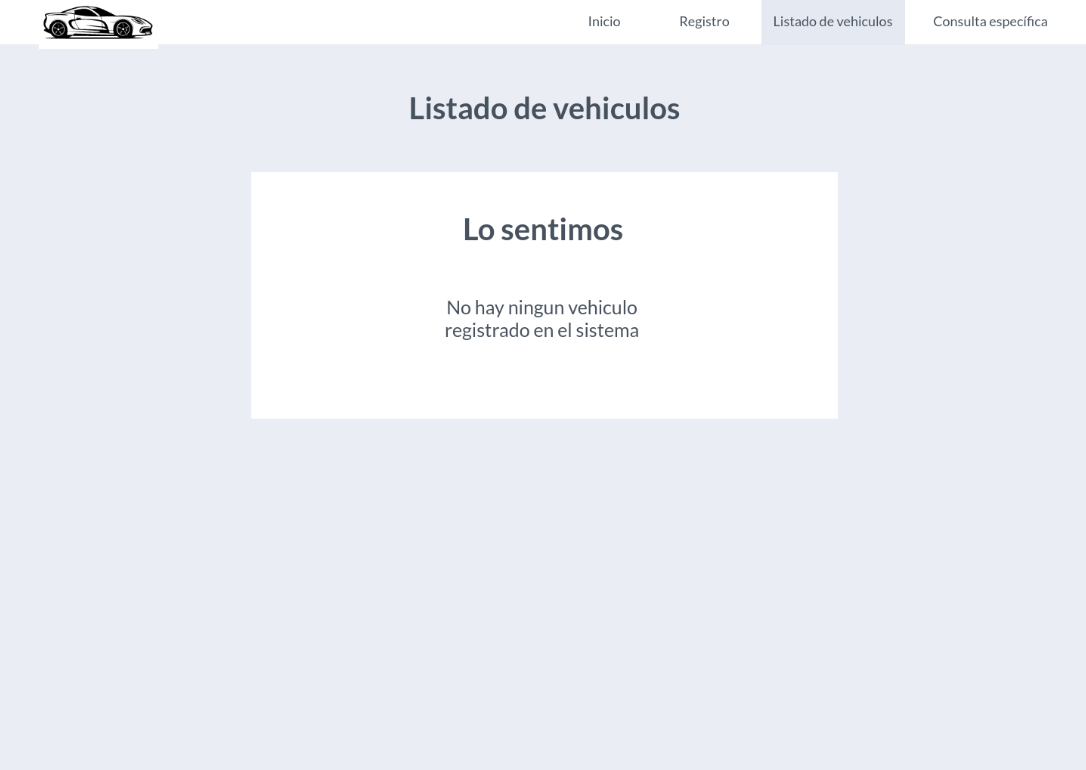 Inicio
Registro
Listado de vehiculos
Consulta específica
Listado de vehiculos
Lo sentimos
No hay ningun vehiculo
registrado en el sistema